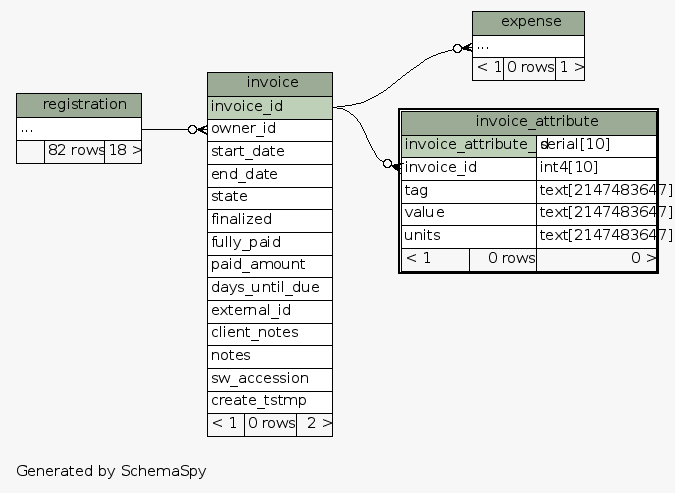 expense
...
< 1 0 rows 1 >
registration
...
82 rows 18 >
invoice
invoice_id
owner_id
start_date
end_date
state
finalized
fully_paid
paid_amount
days_until_due
external_id
client_notes
notes
sw_accession
create_tstmp
< 1 0 rows 2 >
invoice_attribute
invoice_attribute_ serial[10]
invoice_id int4[10]
tag text[2147483647]
value text[2147483647]
units text[2147483647]
< 1 0 rows 0 >
Generated by SchemaSpy